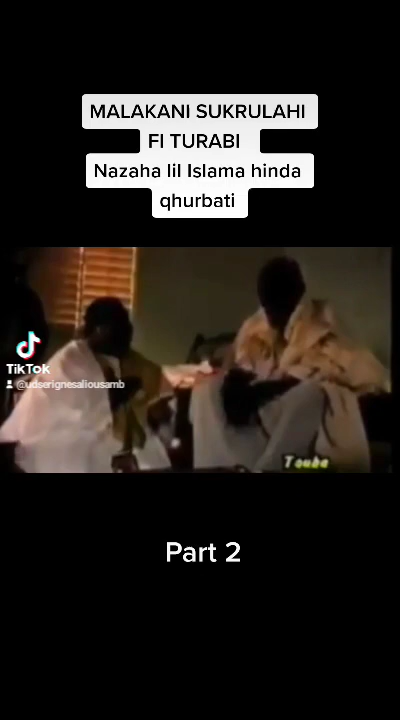 MALAKANI SUKRULAHI
FI TURABI
Nazaha lil Islama hinda
qhurbati
TikTok
@udserignesaliousamb
Touba
Part 2